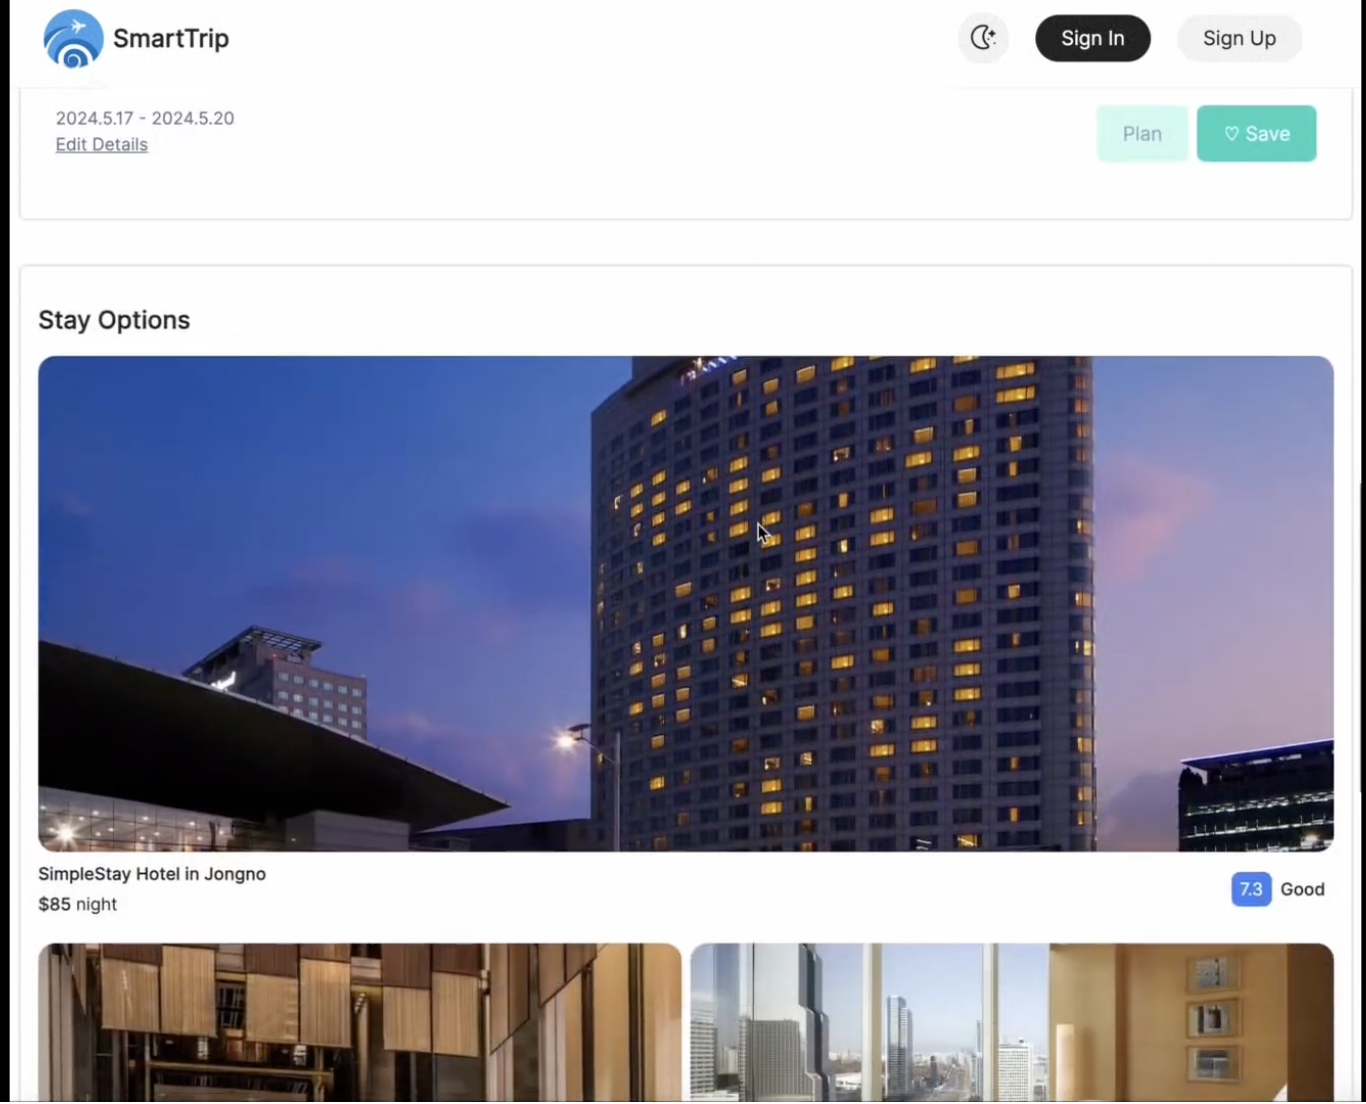 SmartTrip
Sign In
Sign Up
2024.5.17 - 2024.5.20
Edit Details
Plan
♡ Save
Stay Options
SimpleStay Hotel in Jongno
$85 night
7.3 Good